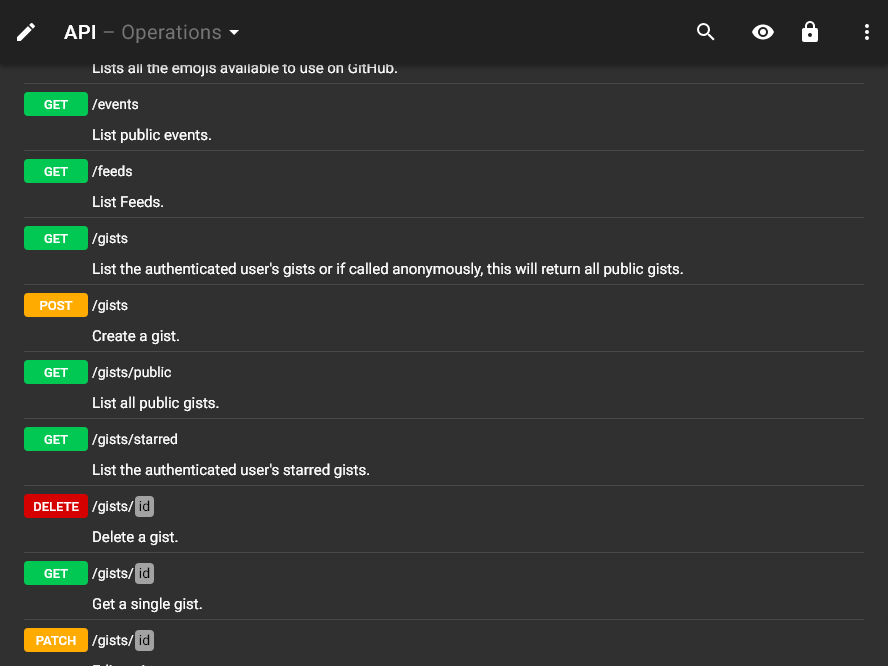 API – Operations
Lists all the emojis available to use on GitHub.
GET /events
List public events.
GET /feeds
List Feeds.
GET /gists
List the authenticated user's gists or if called anonymously, this will return all public gists.
POST /gists
Create a gist.
GET /gists/public
List all public gists.
GET /gists/starred
List the authenticated user's starred gists.
DELETE /gists/ id
Delete a gist.
GET /gists/ id
Get a single gist.
PATCH /gists/ id